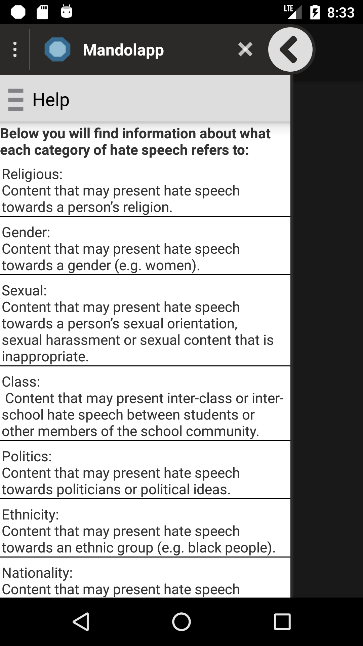 LTE 8:33
Mandolapp
Help
Below you will find information about what
each category of hate speech refers to:
Religious:
Content that may present hate speech
towards a person's religion.
Gender:
Content that may present hate speech
towards a gender (e.g. women).
Sexual:
Content that may present hate speech
towards a person's sexual orientation,
sexual harassment or sexual content that is
inappropriate.
Class:
Content that may present inter-class or inter-
school hate speech between students or
other members of the school community.
Politics:
Content that may present hate speech
towards politicians or political ideas.
Ethnicity:
Content that may present hate speech
towards an ethnic group (e.g. black people).
Nationality:
Content that may present hate speech